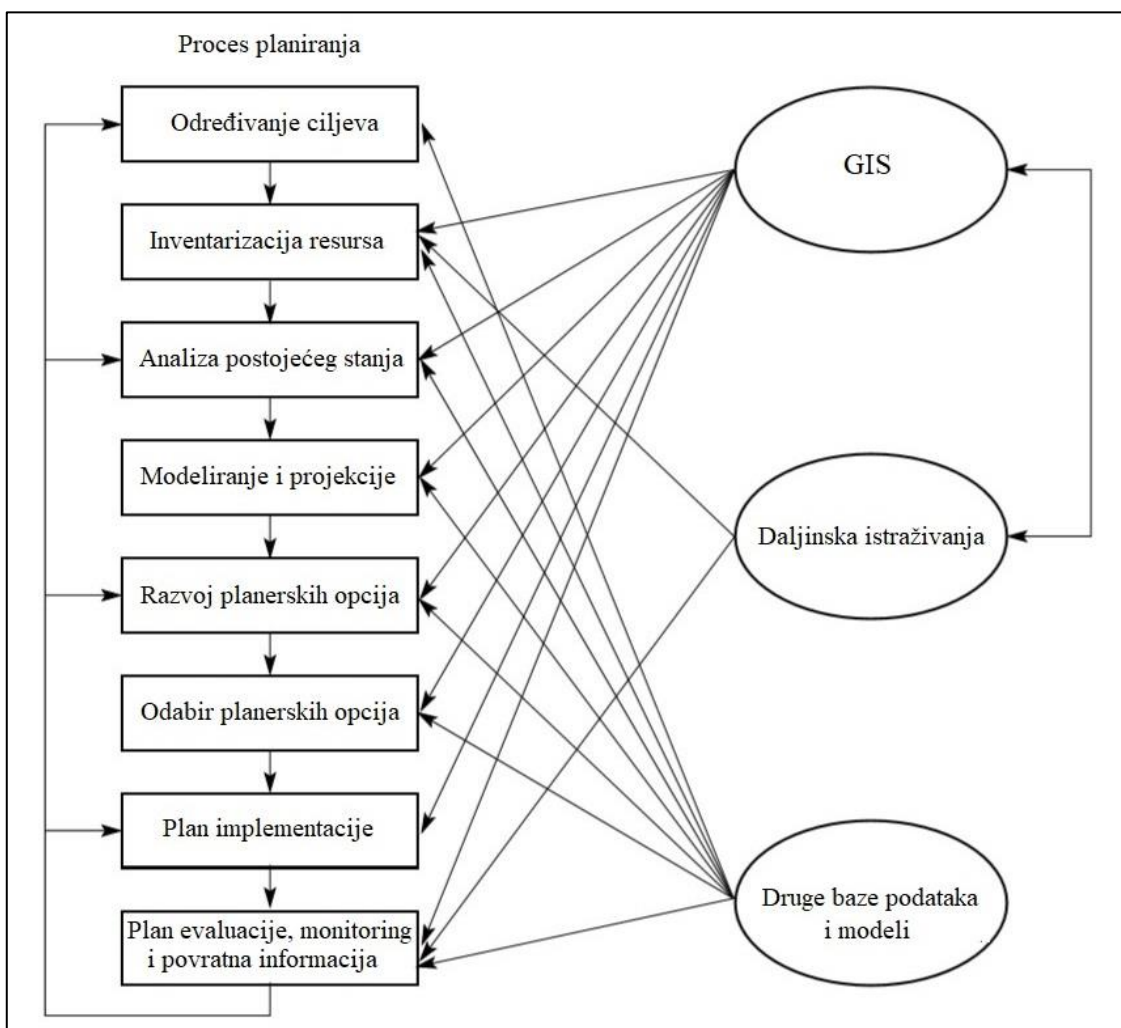 Proces planiranja
Određivanje ciljeva
Inventarizacija resursa
Analiza postojećeg stanja
Modeliranje i projekcije
Razvoj planerskih opcija
Odabir planerskih opcija
Plan implementacije
Plan evaluacije, monitoring
i povratna informacija
GIS
Daljinska istraživanja
Druge baze podataka
i modeli